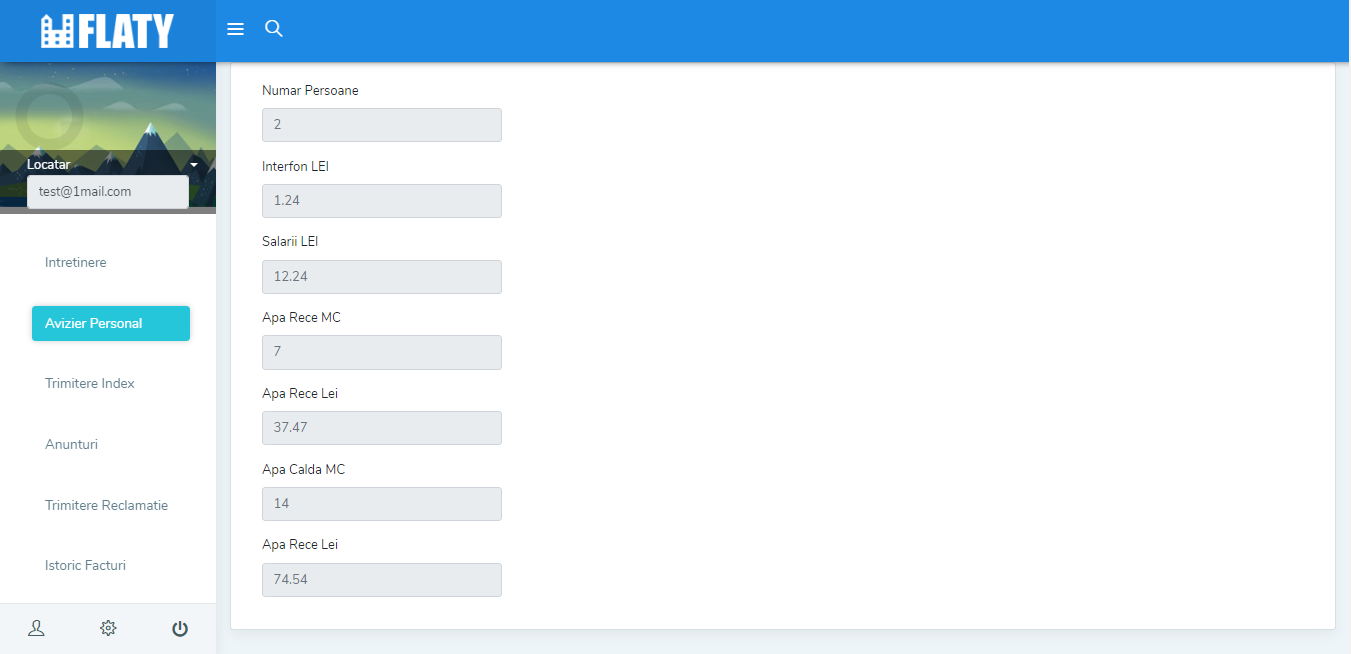 FLATY
Locatar
test@1mail.com
Intretinere
Avizier Personal
Trimitere Index
Anunturi
Trimitere Reclamatie
Istoric Facturi
Numar Persoane
2
Interfon LEI
1.24
Salarii LEI
12.24
Apa Rece MC
7
Apa Rece Lei
37.47
Apa Calda MC
14
Apa Rece Lei
74.54